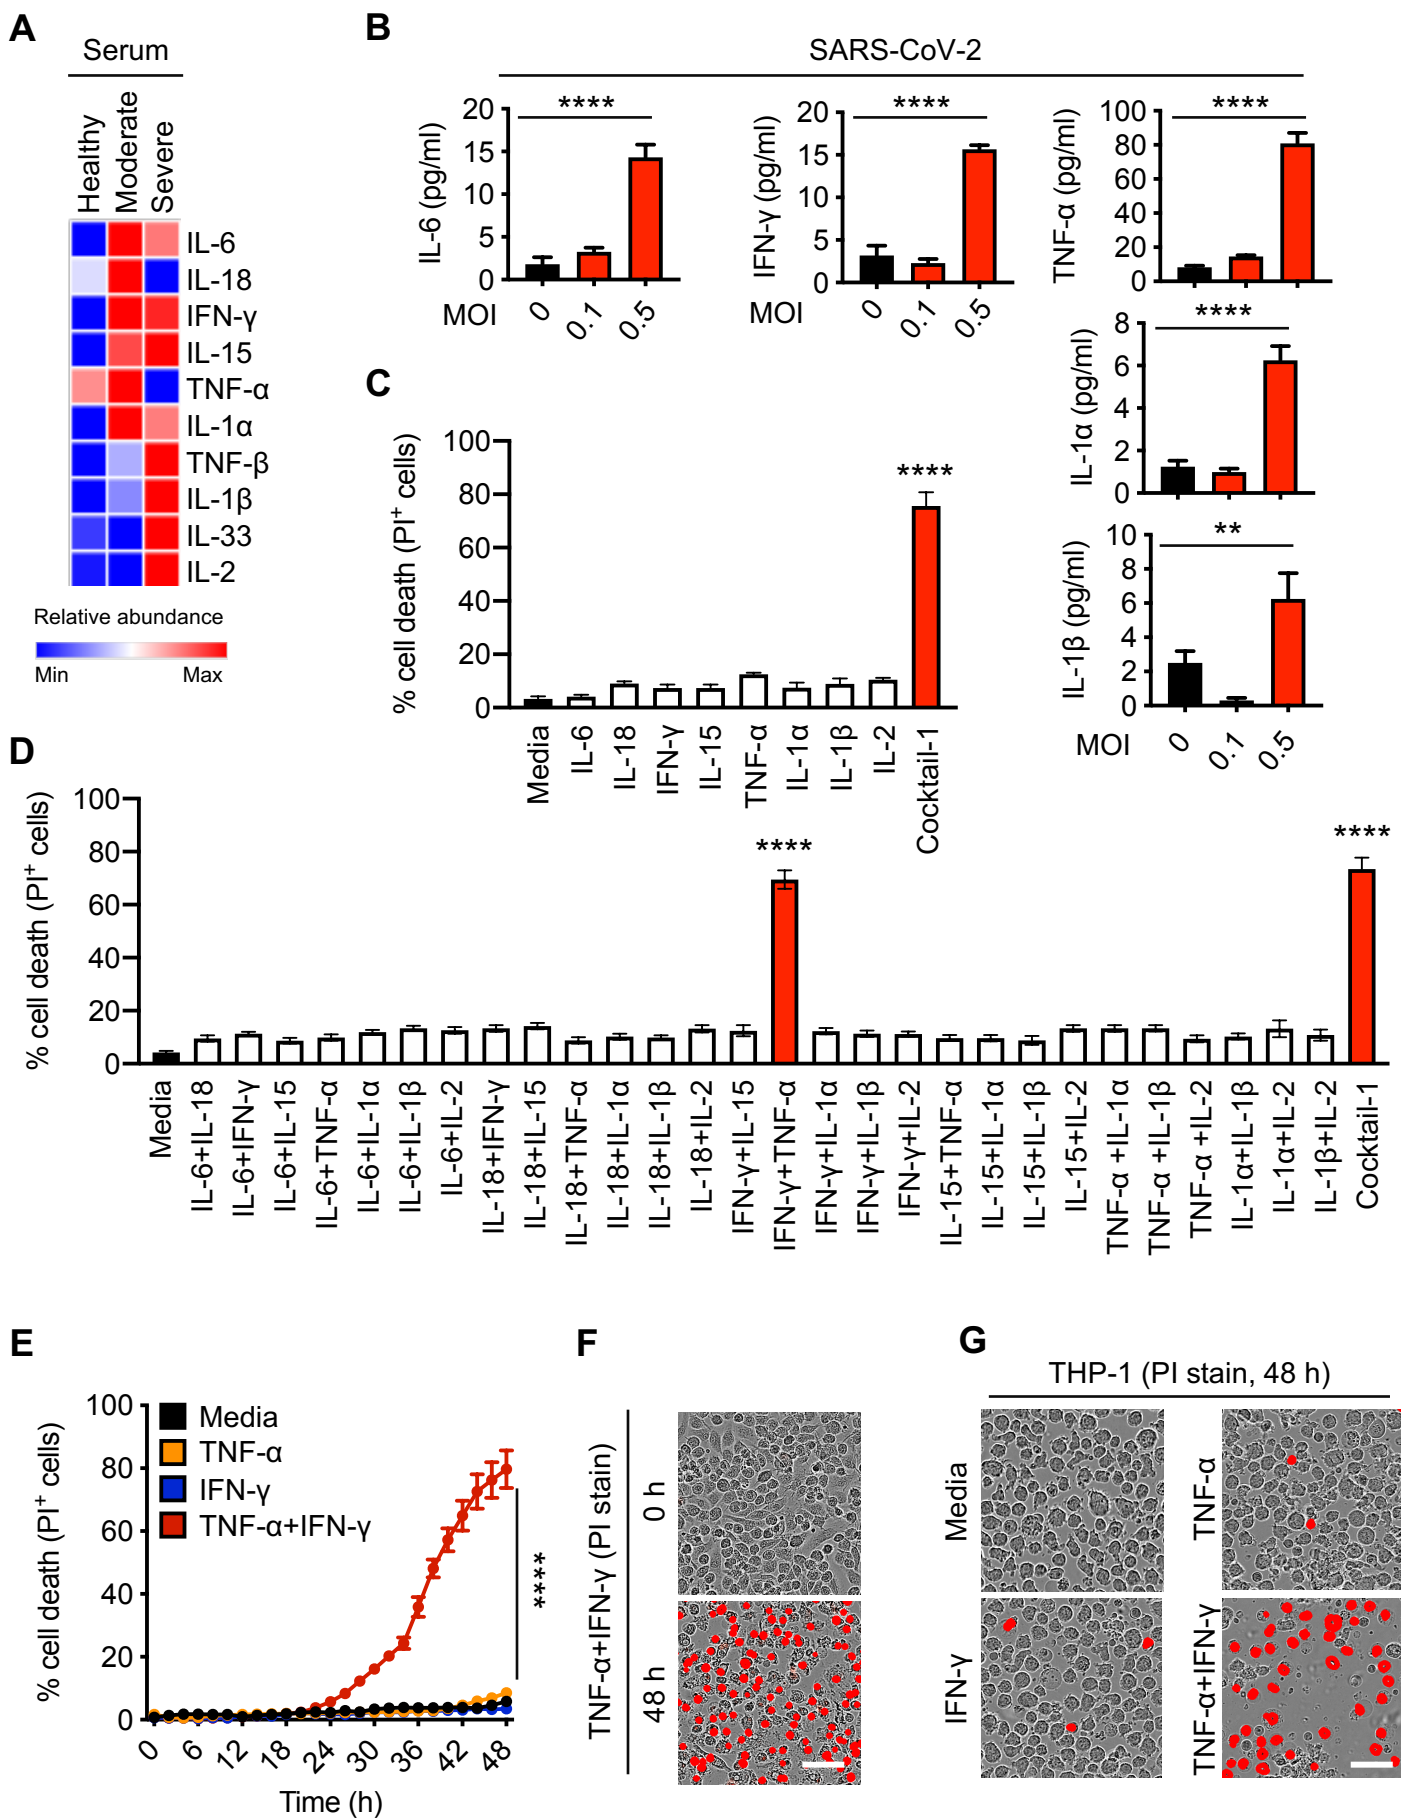 A
Serum
Healthy
Moderate
Severe
IL-6
IL-18
IFN-γ
IL-15
TNF-α
IL-1α
TNF-β
IL-1β
IL-33
IL-2
Relative abundance
Min Max
B
SARS-CoV-2
IL-6 (pg/ml)
20
15
10
5
0
****
MOI 0 0.1 0.5
IFN-γ (pg/ml)
20
15
10
5
0
****
MOI 0 0.1 0.5
TNF-α (pg/ml)
100
80
60
40
20
0
****
IL-1α (pg/ml)
8
6
4
2
0
****
IL-1β (pg/ml)
10
8
6
4
2
0
**
MOI 0 0.1 0.5
C
% cell death (PI⁺ cells)
100
80
60
40
20
0
****
Media
IL-6
IL-18
IFN-γ
IL-15
TNF-α
IL-1α
IL-1β
IL-2
Cocktail-1
D
% cell death (PI⁺ cells)
100
80
60
40
20
0
****
****
Media
IL-6+IL-18
IL-6+IFN-γ
IL-6+IL-15
IL-6+TNF-α
IL-6+IL-1α
IL-6+IL-1β
IL-6+IL-2
IL-18+IFN-γ
IL-18+IL-15
IL-18+TNF-α
IL-18+IL-1α
IL-18+IL-1β
IL-18+IL-2
IFN-γ+IL-15
IFN-γ+TNF-α
IFN-γ+IL-1α
IFN-γ+IL-1β
IFN-γ+IL-2
IL-15+TNF-α
IL-15+IL-1α
IL-15+IL-1β
IL-15+IL-2
TNF-α +IL-1α
TNF-α +IL-1β
TNF-α +IL-2
IL-1α+IL-1β
IL-1α+IL-2
IL-1β+IL-2
Cocktail-1
E
% cell death (PI⁺ cells)
100
80
60
40
20
0
Media
TNF-α
IFN-γ
TNF-α+IFN-γ
****
0 6 12 18 24 30 36 42 48
Time (h)
F
TNF-α+IFN-γ (PI stain)
0 h
48 h
G
THP-1 (PI stain, 48 h)
Media
TNF-α
IFN-γ
TNF-α+IFN-γ